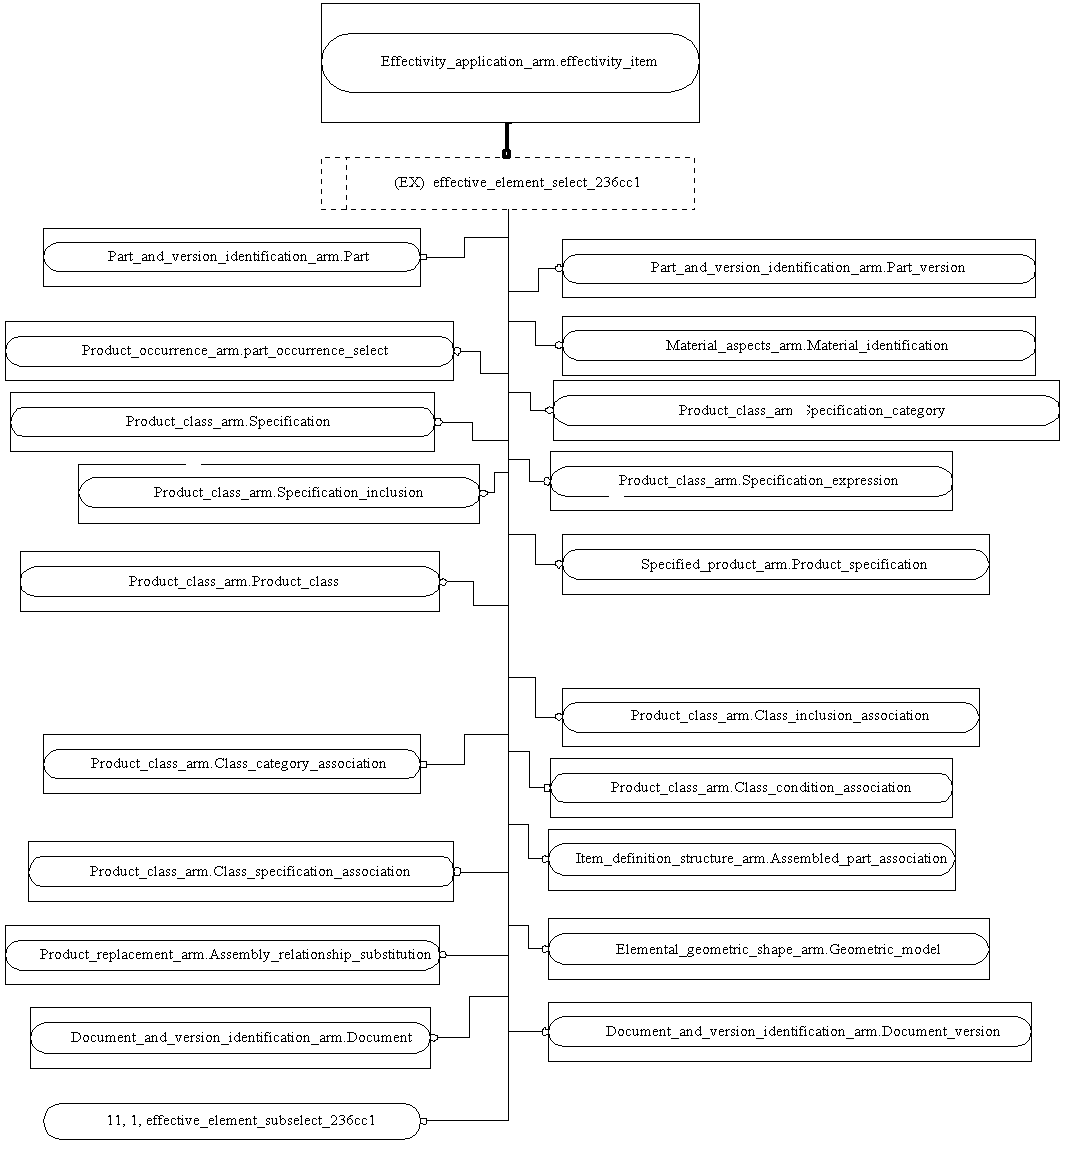 Effectivity_application_arm.effectivity_item
(EX) effective_element_select_236cc1
Part_and_version_identification_arm.Part
Part_and_version_identification_arm.Part_version
Product_occurrence_arm.part_occurrence_select
Material_aspects_arm.Material_identification
Product_class_arm Specification_category
Product_class_arm.Specification
Product_class_arm.Specification_expression
Product_class_arm.Specification_inclusion
Specified_product_arm.Product_specification
Product_class_arm.Product_class
Product_class_arm.Class_inclusion_association
Product_class_arm.Class_category_association
Product_class_arm.Class_condition_association
Item_definition_structure_arm.Assembled_part_association
Product_class_arm.Class_specification_association
Elemental_geometric_shape_arm.Geometric_model
Product_replacement_arm.Assembly_relationship_substitution
Document_and_version_identification_arm.Document_version
Document_and_version_identification_arm.Document
11, 1, effective_element_subselect_236cc1